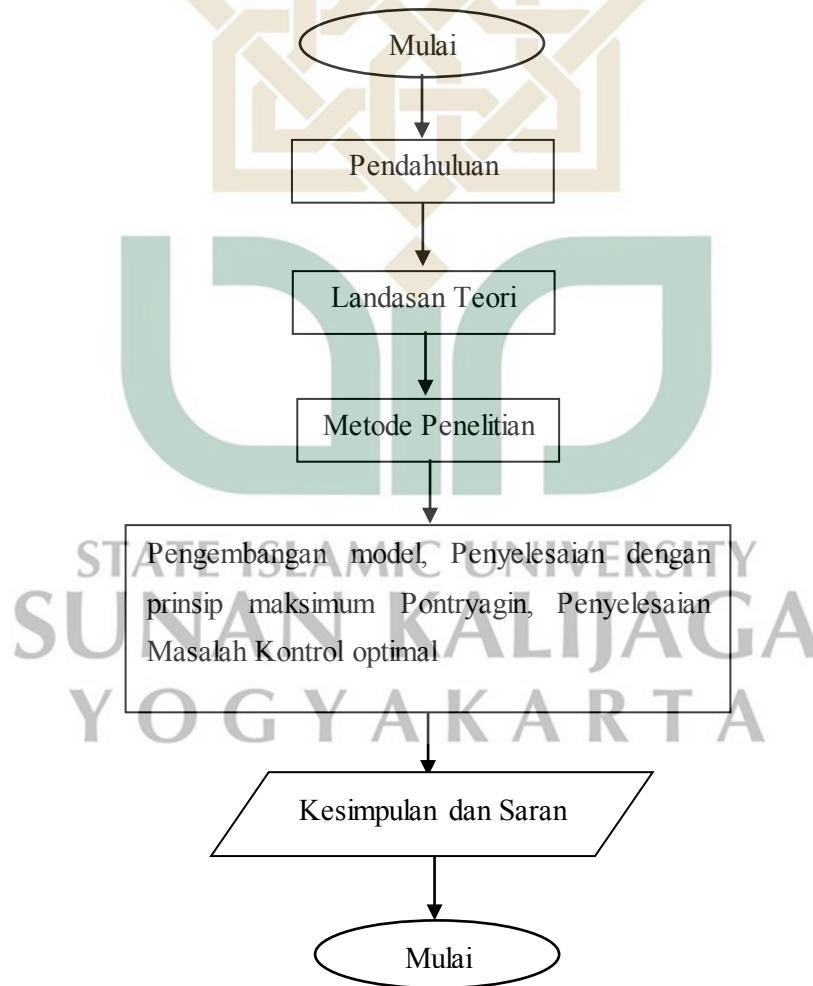 Mulai
Pendahuluan
Landasan Teori
Metode Penelitian
Pengembangan model, Penyelesaian dengan
prinsip maksimum Pontryagin, Penyelesaian
Masalah Kontrol optimal
STATE ISLAMIC UNIVERSITY
SUNAN KALIJAGA
YOGYAKARTA
Kesimpulan dan Saran
Mulai